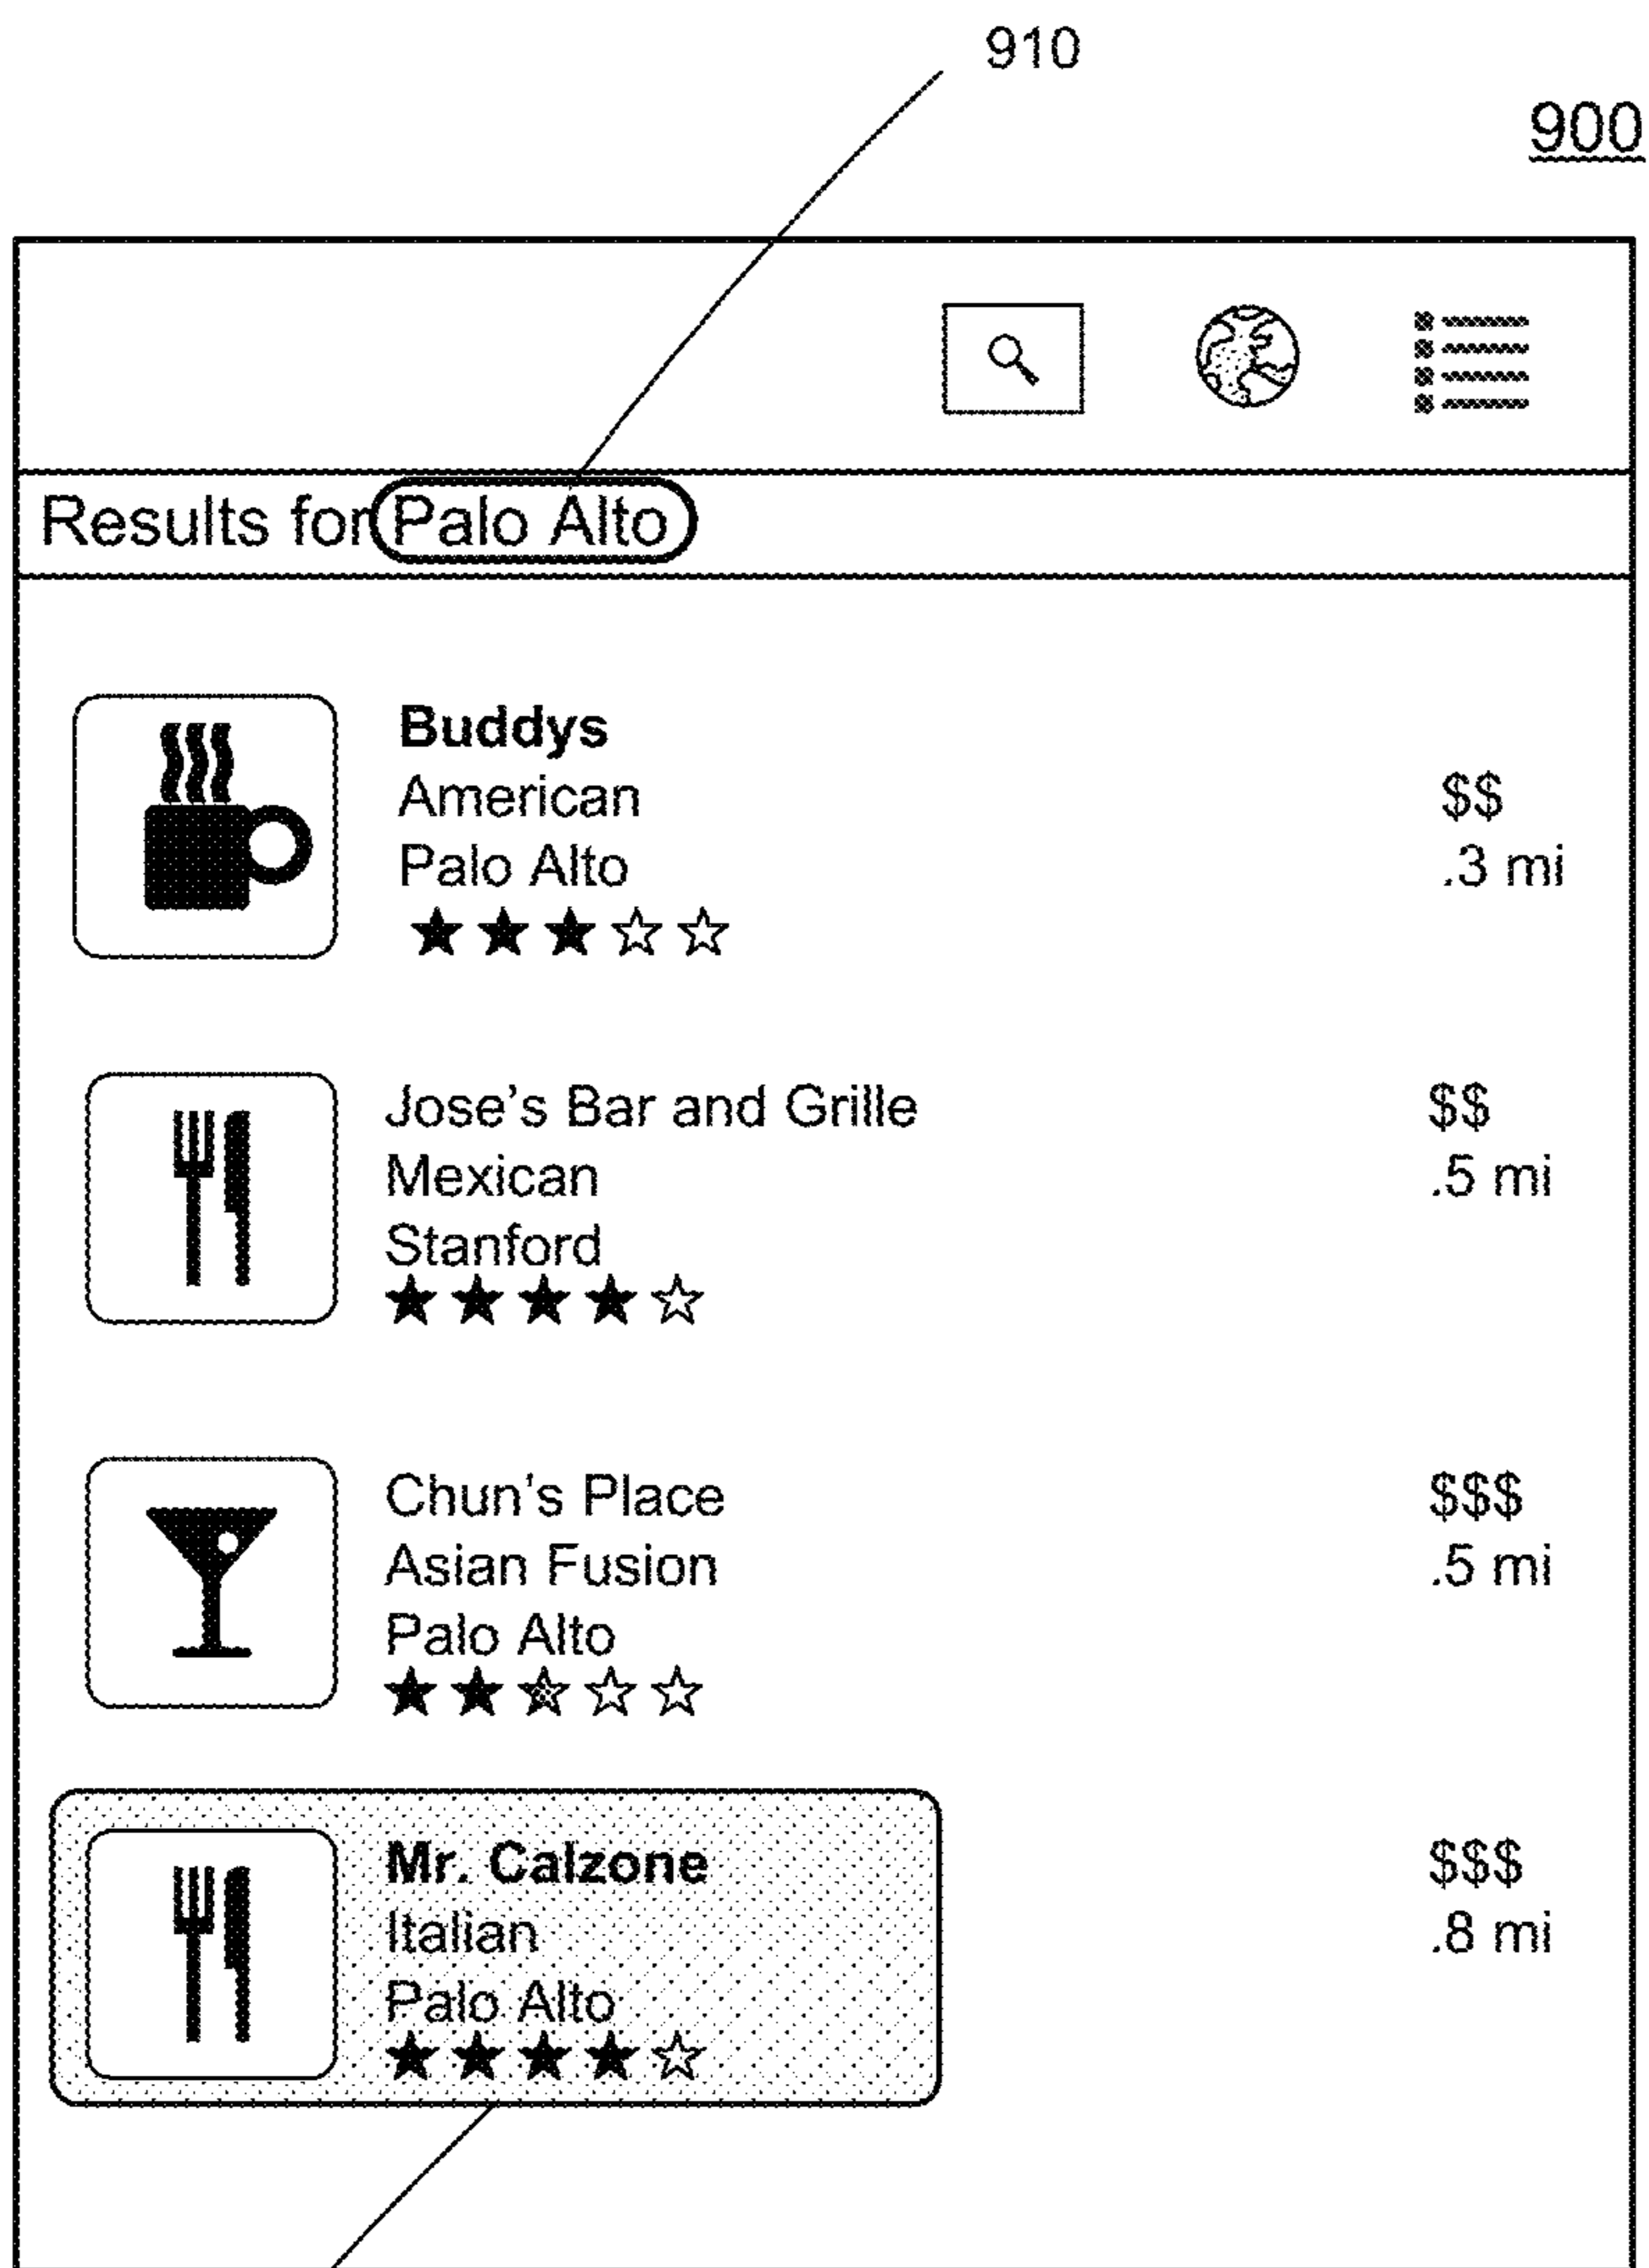 910
900
Results for Palo Alto
Buddys
American
$$
Palo Alto
.3 mi
Jose's Bar and Grille
$$
Mexican
.5 mi
Stanford
Chun's Place
$$$
Asian Fusion
.5 mi
Palo Alto
Mr. Calzone
$$$
Italian
.8 mi
Palo Alto